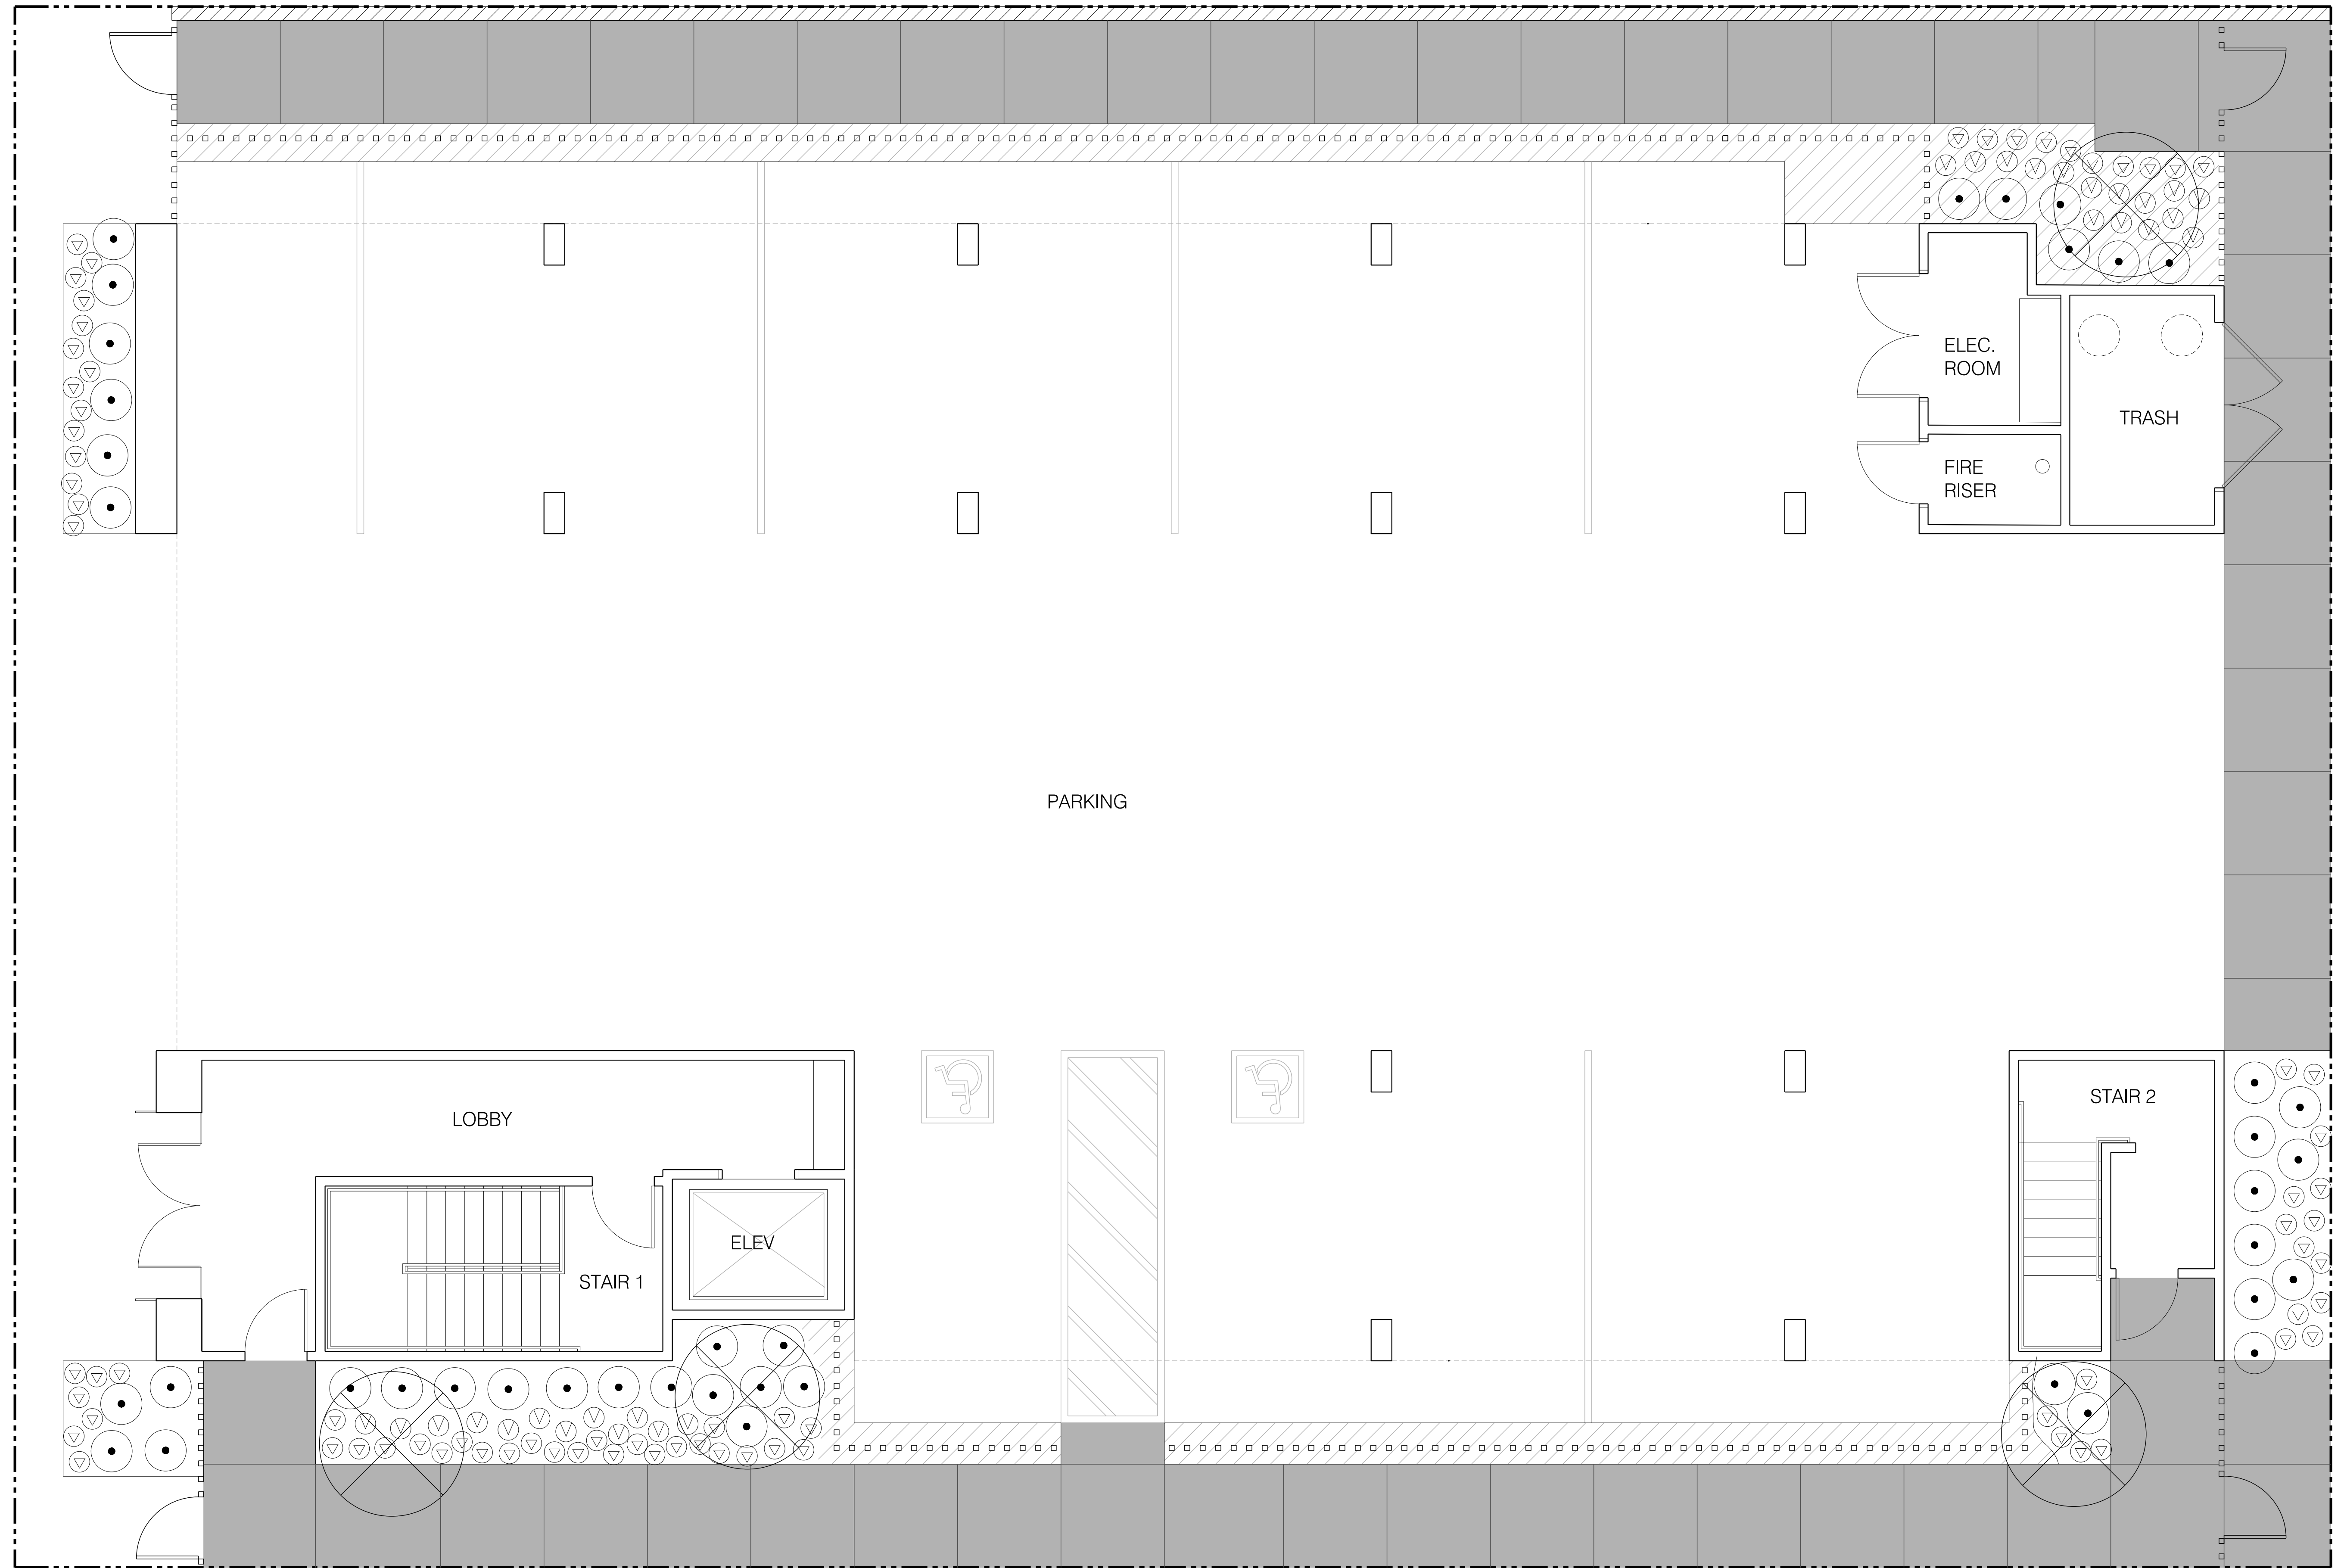 ELEC.
ROOM
TRASH
FIRE
RISER
PARKING
LOBBY
STAIR 2
ELEV
STAIR 1